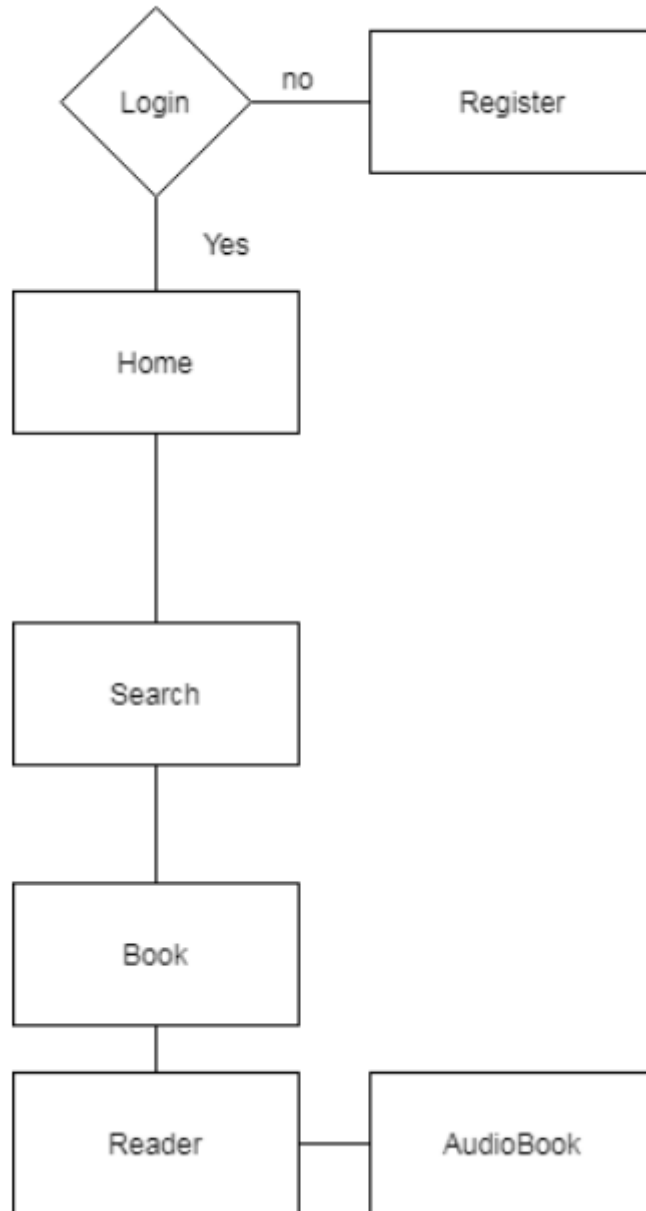 Login
no
Register
Yes
Home
Search
Book
Reader
AudioBook